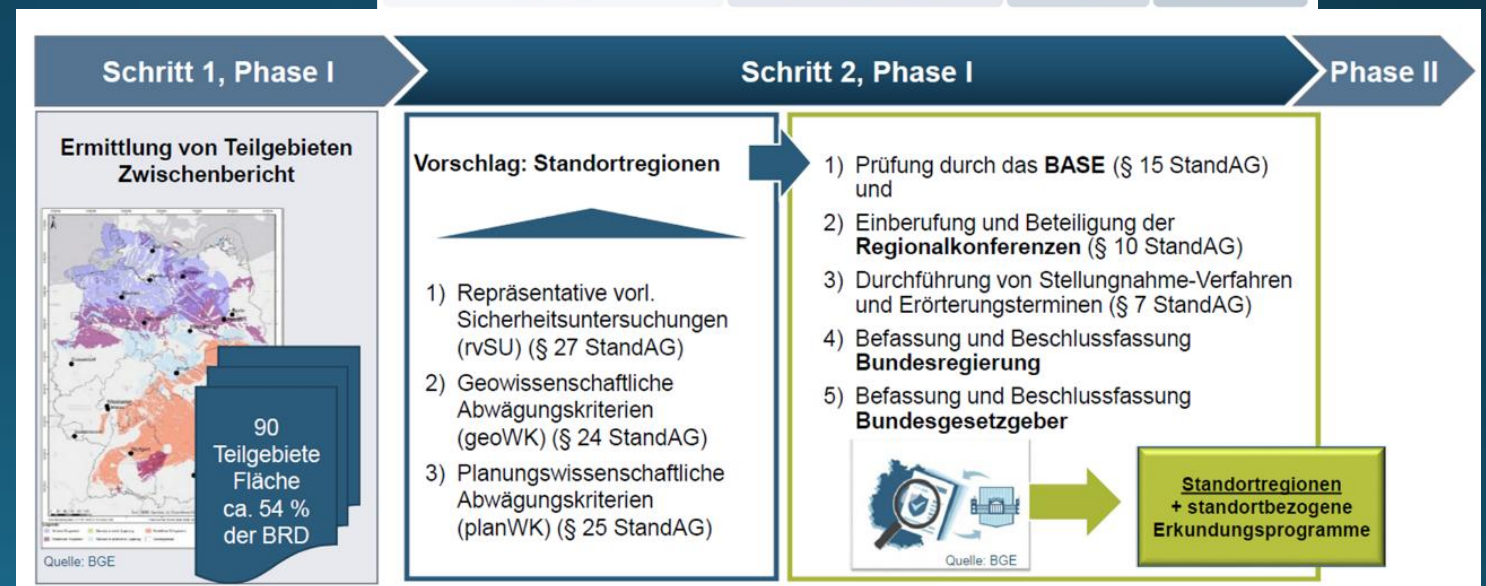 Schritt 1, Phase I
Schritt 2, Phase I
Phase II
Ermittlung von Teilgebieten
Zwischenbericht
90
Teilgebiete
Fläche
ca. 54 %
der BRD
Quelle: BGE
Vorschlag: Standortregionen
1) Repräsentative vorl.
Sicherheitsuntersuchungen
(rvSU) (§ 27 StandAG)
2) Geowissenschaftliche
Abwägungskriterien
(geoWK) (§ 24 StandAG)
3) Planungswissenschaftliche
Abwägungskriterien
(planWK) (§ 25 StandAG)
1) Prüfung durch das BASE (§ 15 StandAG)
und
2) Einberufung und Beteiligung der
Regionalkonferenzen (§ 10 StandAG)
3) Durchführung von Stellungnahme-Verfahren
und Erörterungsterminen (§ 7 StandAG)
4) Befassung und Beschlussfassung
Bundesregierung
5) Befassung und Beschlussfassung
Bundesgesetzgeber
Quelle: BGE
Standortregionen
+ standortbezogene
Erkundungsprogramme